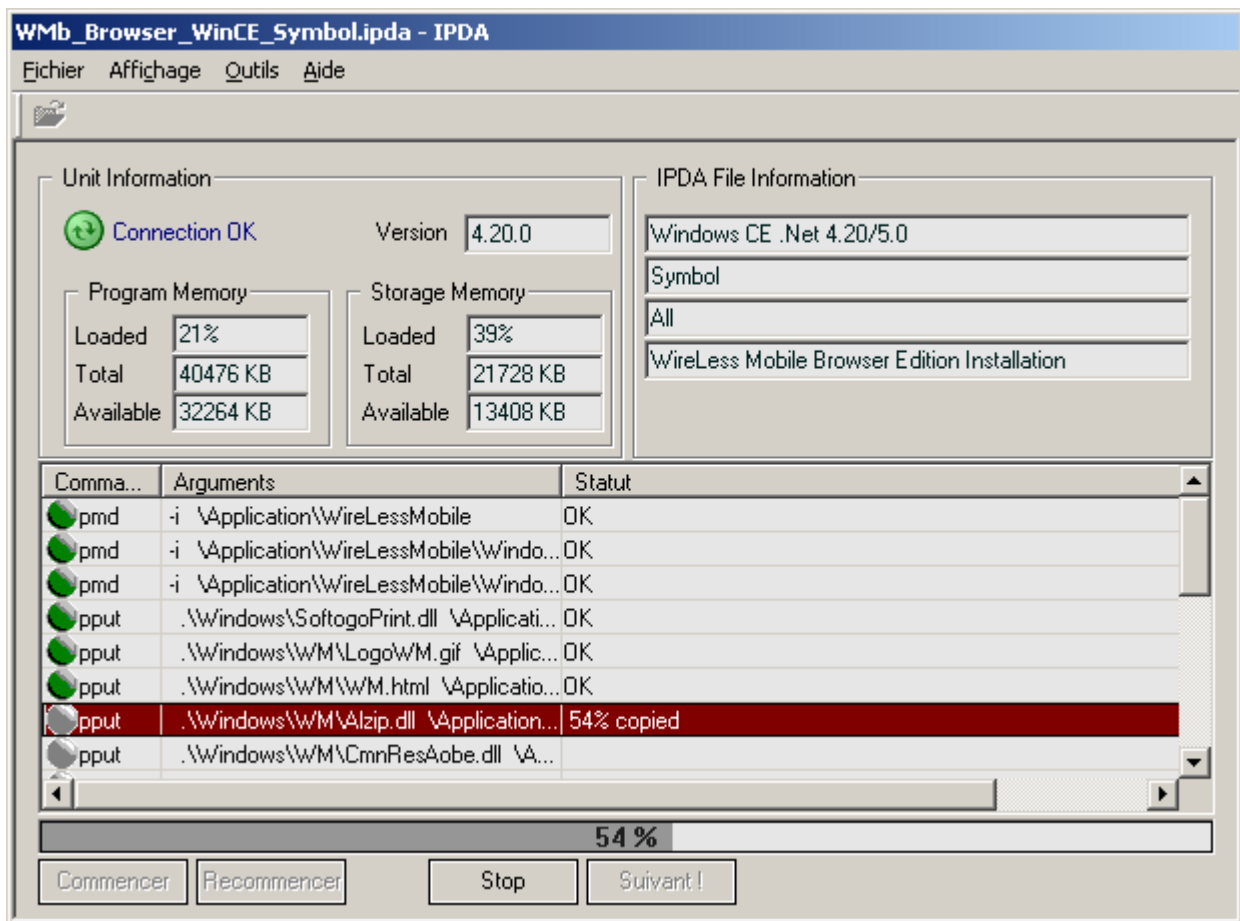 WMb_Browser_WinCE_Symbol.ipda - IPDA
Fichier Affichage Outils Aide
Unit Information
Connection OK
Version 4.20.0
Program Memory
Loaded 21%
Total 40476 KB
Available 32264 KB
Storage Memory
Loaded 39%
Total 21728 KB
Available 13408 KB
IPDA File Information
Windows CE .Net 4.20/5.0
Symbol
All
WireLess Mobile Browser Edition Installation
Comma... Arguments Statut
pmd -i \Application\WireLessMobile OK
pmd -i \Application\WireLessMobile\Windo... OK
pmd -i \Application\WireLessMobile\Windo... OK
pput .\Windows\SoftogoPrint.dll \Applicati... OK
pput .\Windows\WM\LogoWM.gif \Applic... OK
pput .\Windows\WM\WM.html \Applicatio... OK
pput .\Windows\WM\Alzip.dll \Application... 54% copied
pput .\Windows\WM\CmnResAobe.dll \A...
54 %
Commencer Recommencer Stop Suivant !